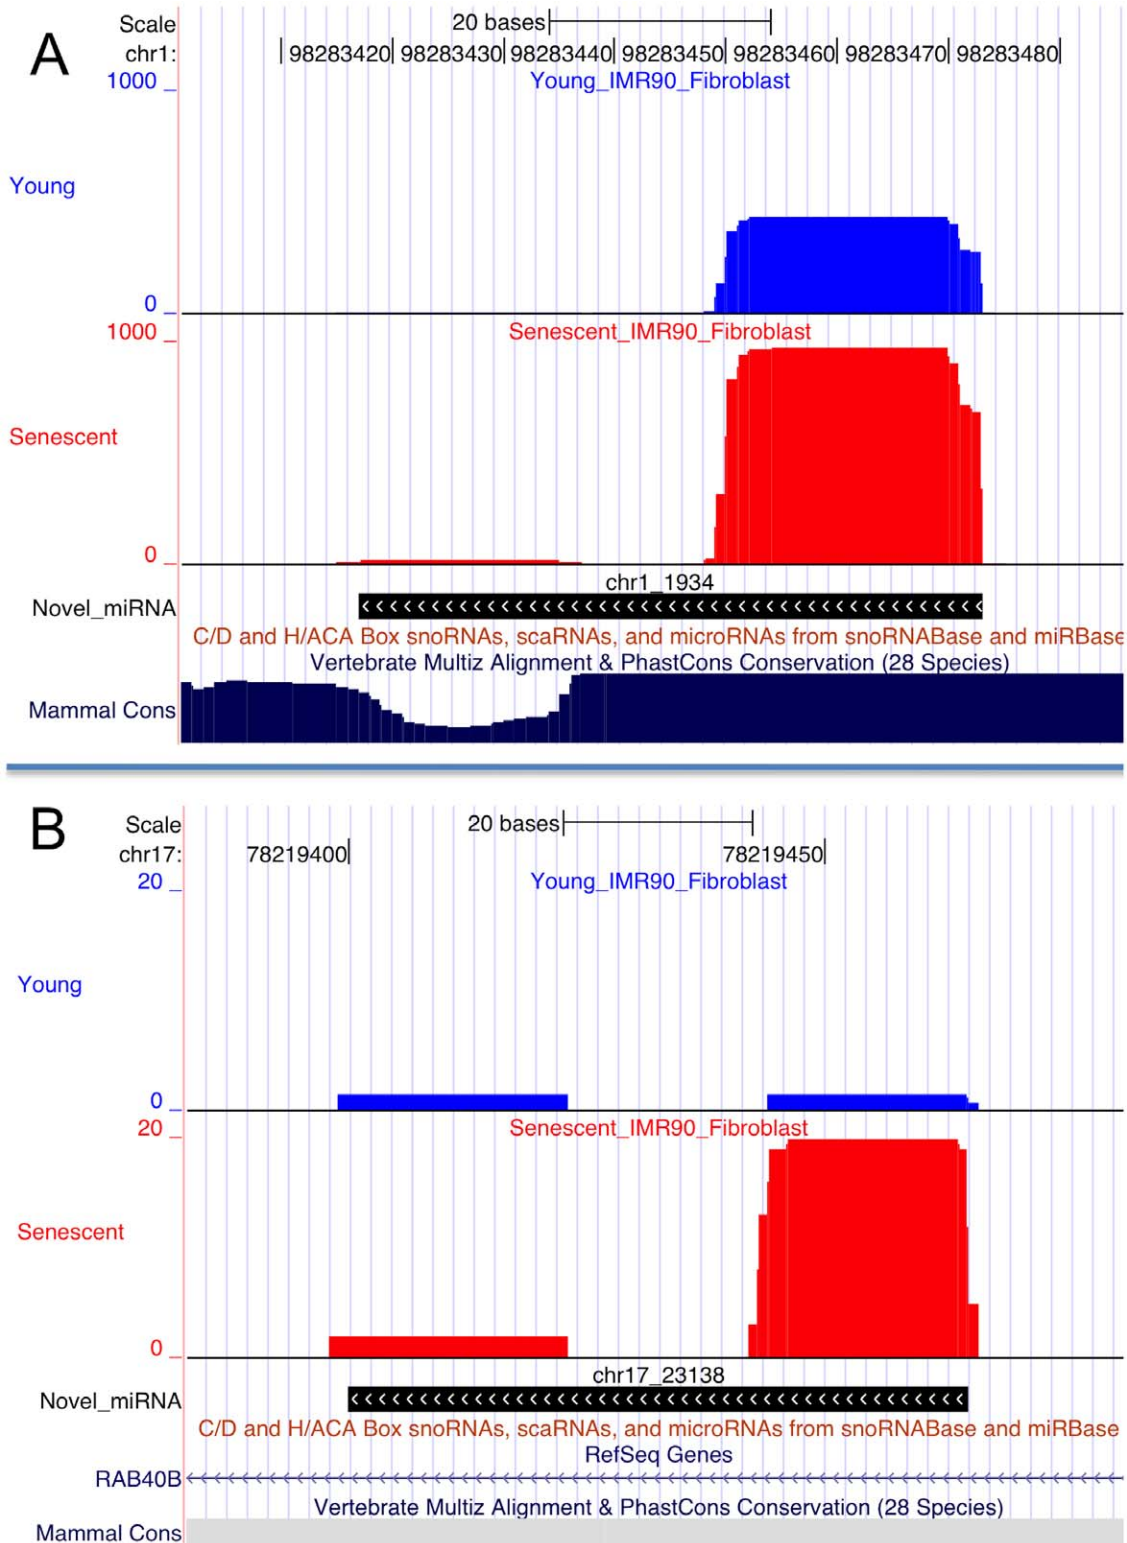 A
Scale
20 bases
chr1:
98283420| 98283430| 98283440| 98283450| 98283460| 98283470| 98283480|
Young_IMR90_Fibroblast
1000
Young
0
Senescent_IMR90_Fibroblast
1000
Senescent
0
chr1_1934
Novel_miRNA
C/D and H/ACA Box snoRNAs, scaRNAs, and microRNAs from snoRNABase and miRBase
Vertebrate Multiz Alignment & PhastCons Conservation (28 Species)
Mammal Cons
B
Scale
20 bases
chr17:
78219400| 78219450|
Young_IMR90_Fibroblast
20
Young
0
Senescent_IMR90_Fibroblast
20
Senescent
0
chr17_23138
Novel_miRNA
C/D and H/ACA Box snoRNAs, scaRNAs, and microRNAs from snoRNABase and miRBase
RefSeq Genes
RAB40B
Vertebrate Multiz Alignment & PhastCons Conservation (28 Species)
Mammal Cons